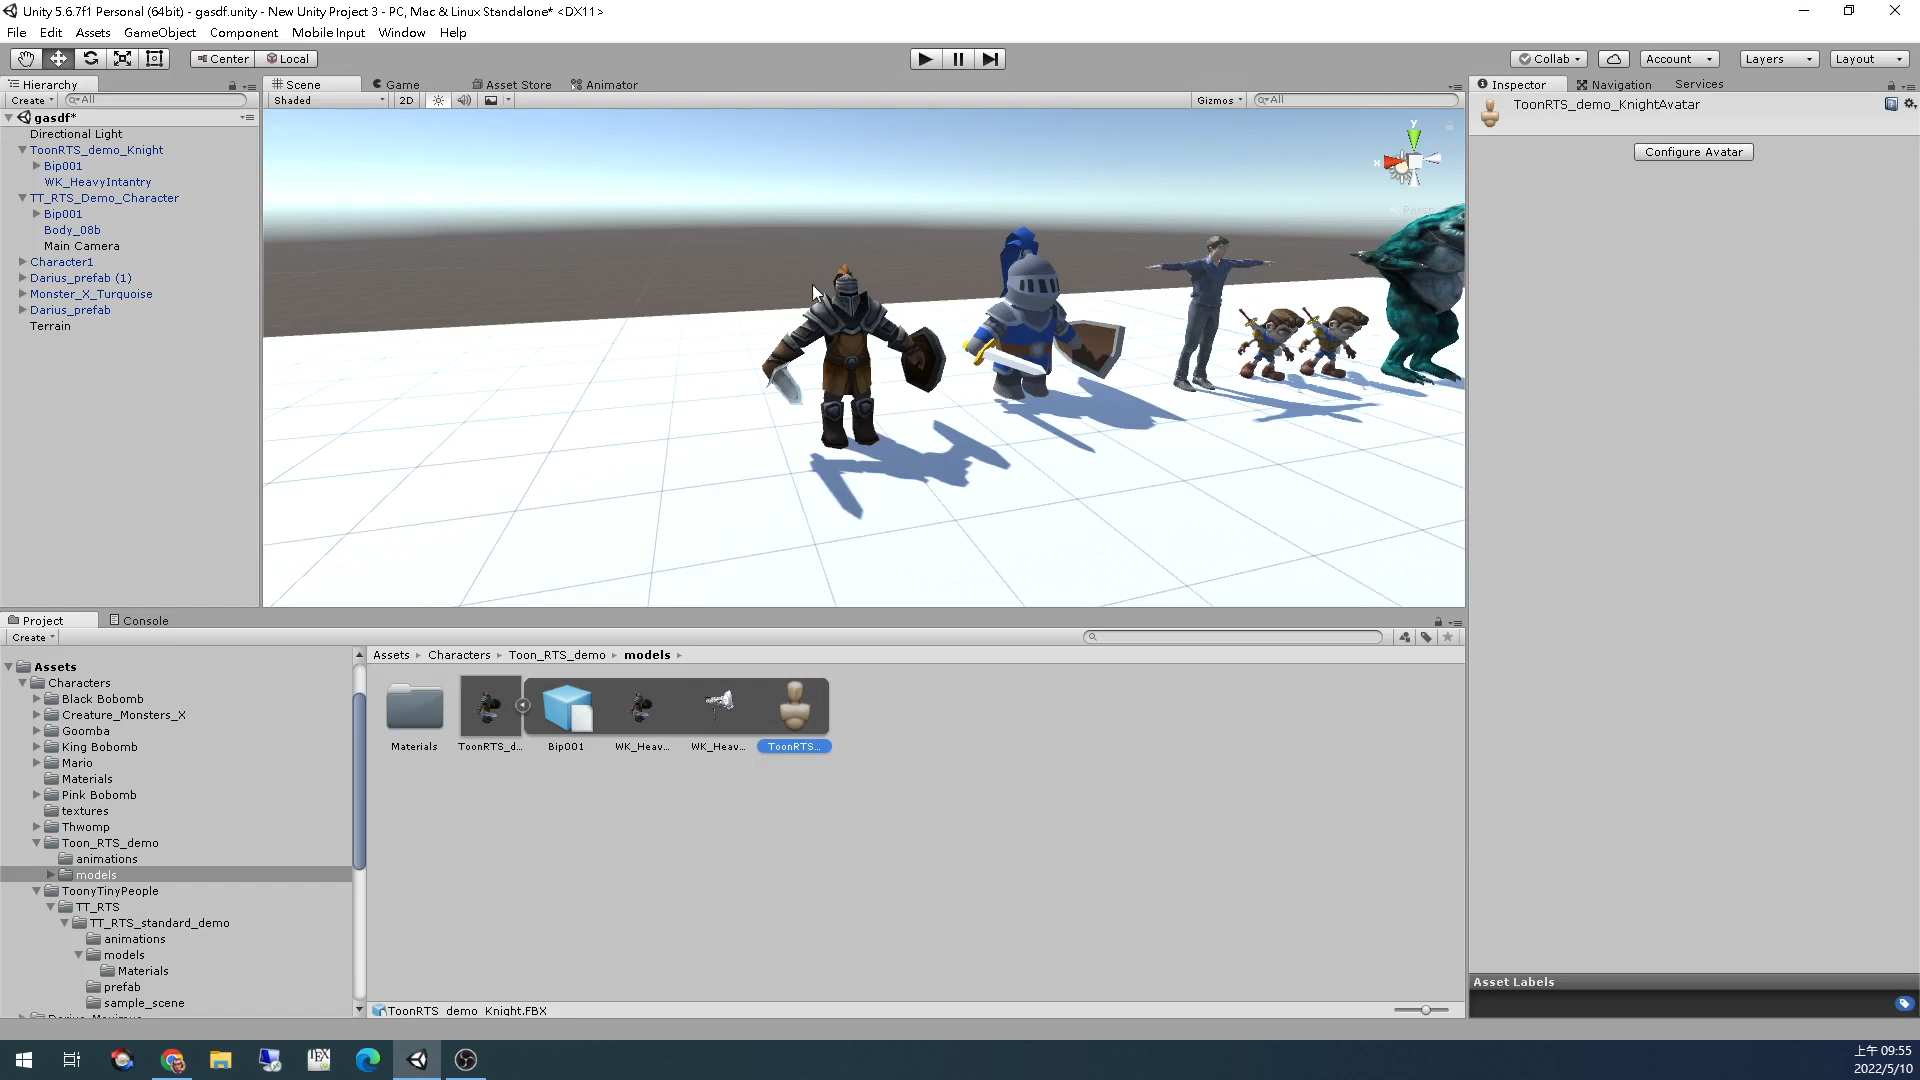 Unity 5.6.7f1 Personal (64bit) - gasdf.unity - New Unity Project 3 - PC, Mac & Linux Standalone* <DX11>
File Edit Assets GameObject Component Mobile Input Window Help
Center Local Collab Account Layers Layout
Hierarchy
Create All
gasdf*
Directional Light
ToonRTS_demo_Knight
Bip001
WK_HeavyIntantry
TT_RTS_Demo_Character
Bip001
Body_08b
Main Camera
Character1
Darius_prefab (1)
Monster_X_Turquoise
Darius_prefab
Terrain
Scene Game Asset Store Animator
Shaded 2D Gizmos All
y
x
Persp
Inspector Navigation Services
ToonRTS_demo_KnightAvatar
Configure Avatar
Project Console
Create
Assets
Characters
Black Bobomb
Creature_Monsters_X
Goomba
King Bobomb
Mario
Materials
Pink Bobomb
textures
Thwomp
Toon_RTS_demo
animations
models
ToonyTinyPeople
TT_RTS
TT_RTS_standard_demo
animations
models
Materials
prefab
sample_scene
Assets Characters Toon_RTS_demo models
Materials ToonRTS_d... Bip001 WK_Heav... WK_Heav... ToonRTS...
ToonRTS_demo_Knight.FBX
Asset Labels
上午 09:55
2022/5/10